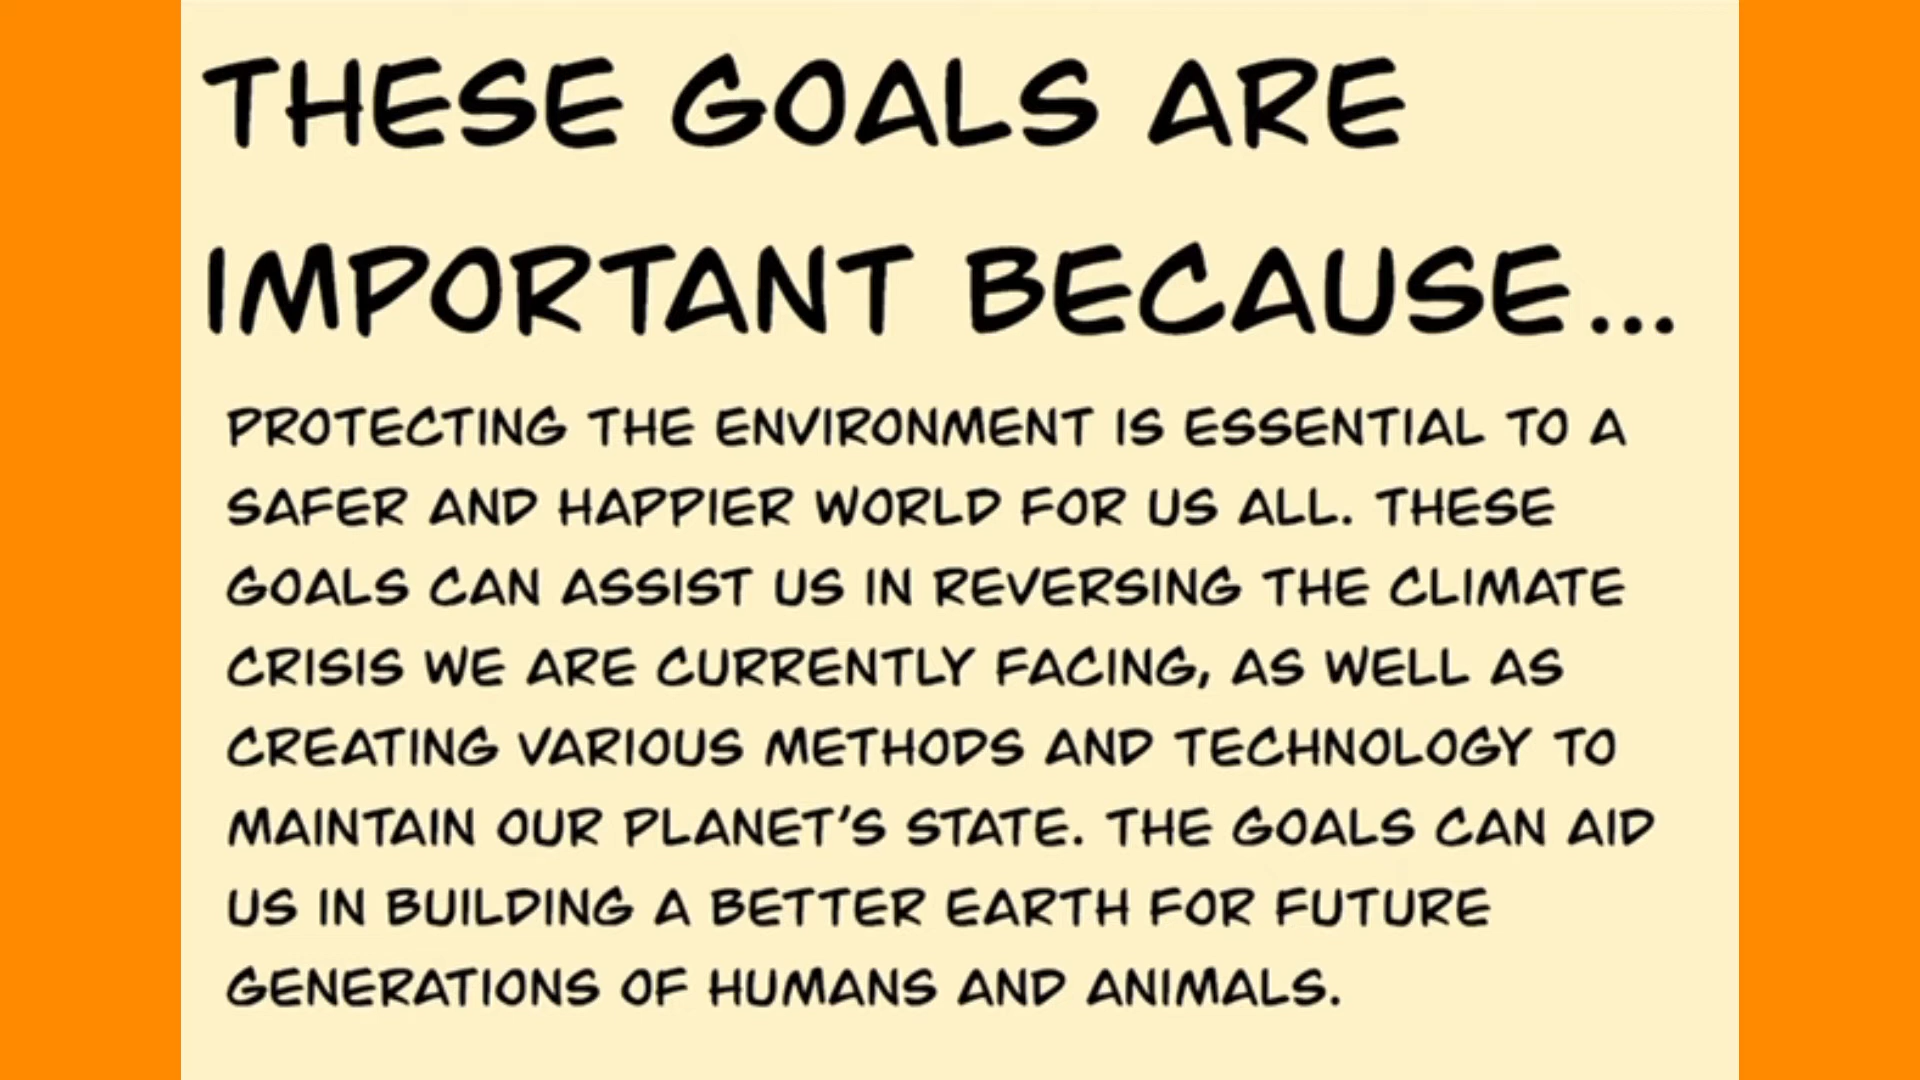 THESE GOALS ARE
IMPORTANT BECAUSE...
PROTECTING THE ENVIRONMENT IS ESSENTIAL TO A
SAFER AND HAPPIER WORLD FOR US ALL. THESE
GOALS CAN ASSIST US IN REVERSING THE CLIMATE
CRISIS WE ARE CURRENTLY FACING, AS WELL AS
CREATING VARIOUS METHODS AND TECHNOLOGY TO
MAINTAIN OUR PLANET'S STATE. THE GOALS CAN AID
US IN BUILDING A BETTER EARTH FOR FUTURE
GENERATIONS OF HUMANS AND ANIMALS.